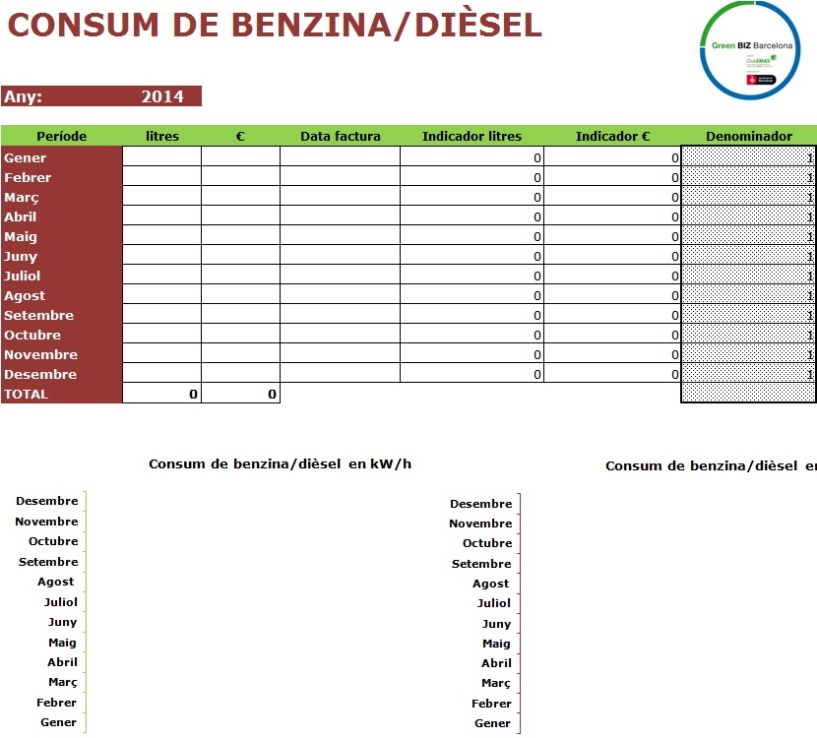 CONSUM DE BENZINA/DIÈSEL
Green BIZ Barcelona
ClubEMAS
Any: 2014
Període litres € Data factura Indicador litres Indicador € Denominador
Gener 0 0 1
Febrer 0 0 1
Març 0 0 1
Abril 0 0 1
Maig 0 0 1
Juny 0 0 1
Juliol 0 0 1
Agost 0 0 1
Setembre 0 0 1
Octubre 0 0 1
Novembre 0 0 1
Desembre 0 0 1
TOTAL 0 0
Consum de benzina/dièsel en kW/h
Desembre
Novembre
Octubre
Setembre
Agost
Juliol
Juny
Maig
Abril
Març
Febrer
Gener
Consum de benzina/dièsel
Desembre
Novembre
Octubre
Setembre
Agost
Juliol
Juny
Maig
Abril
Març
Febrer
Gener